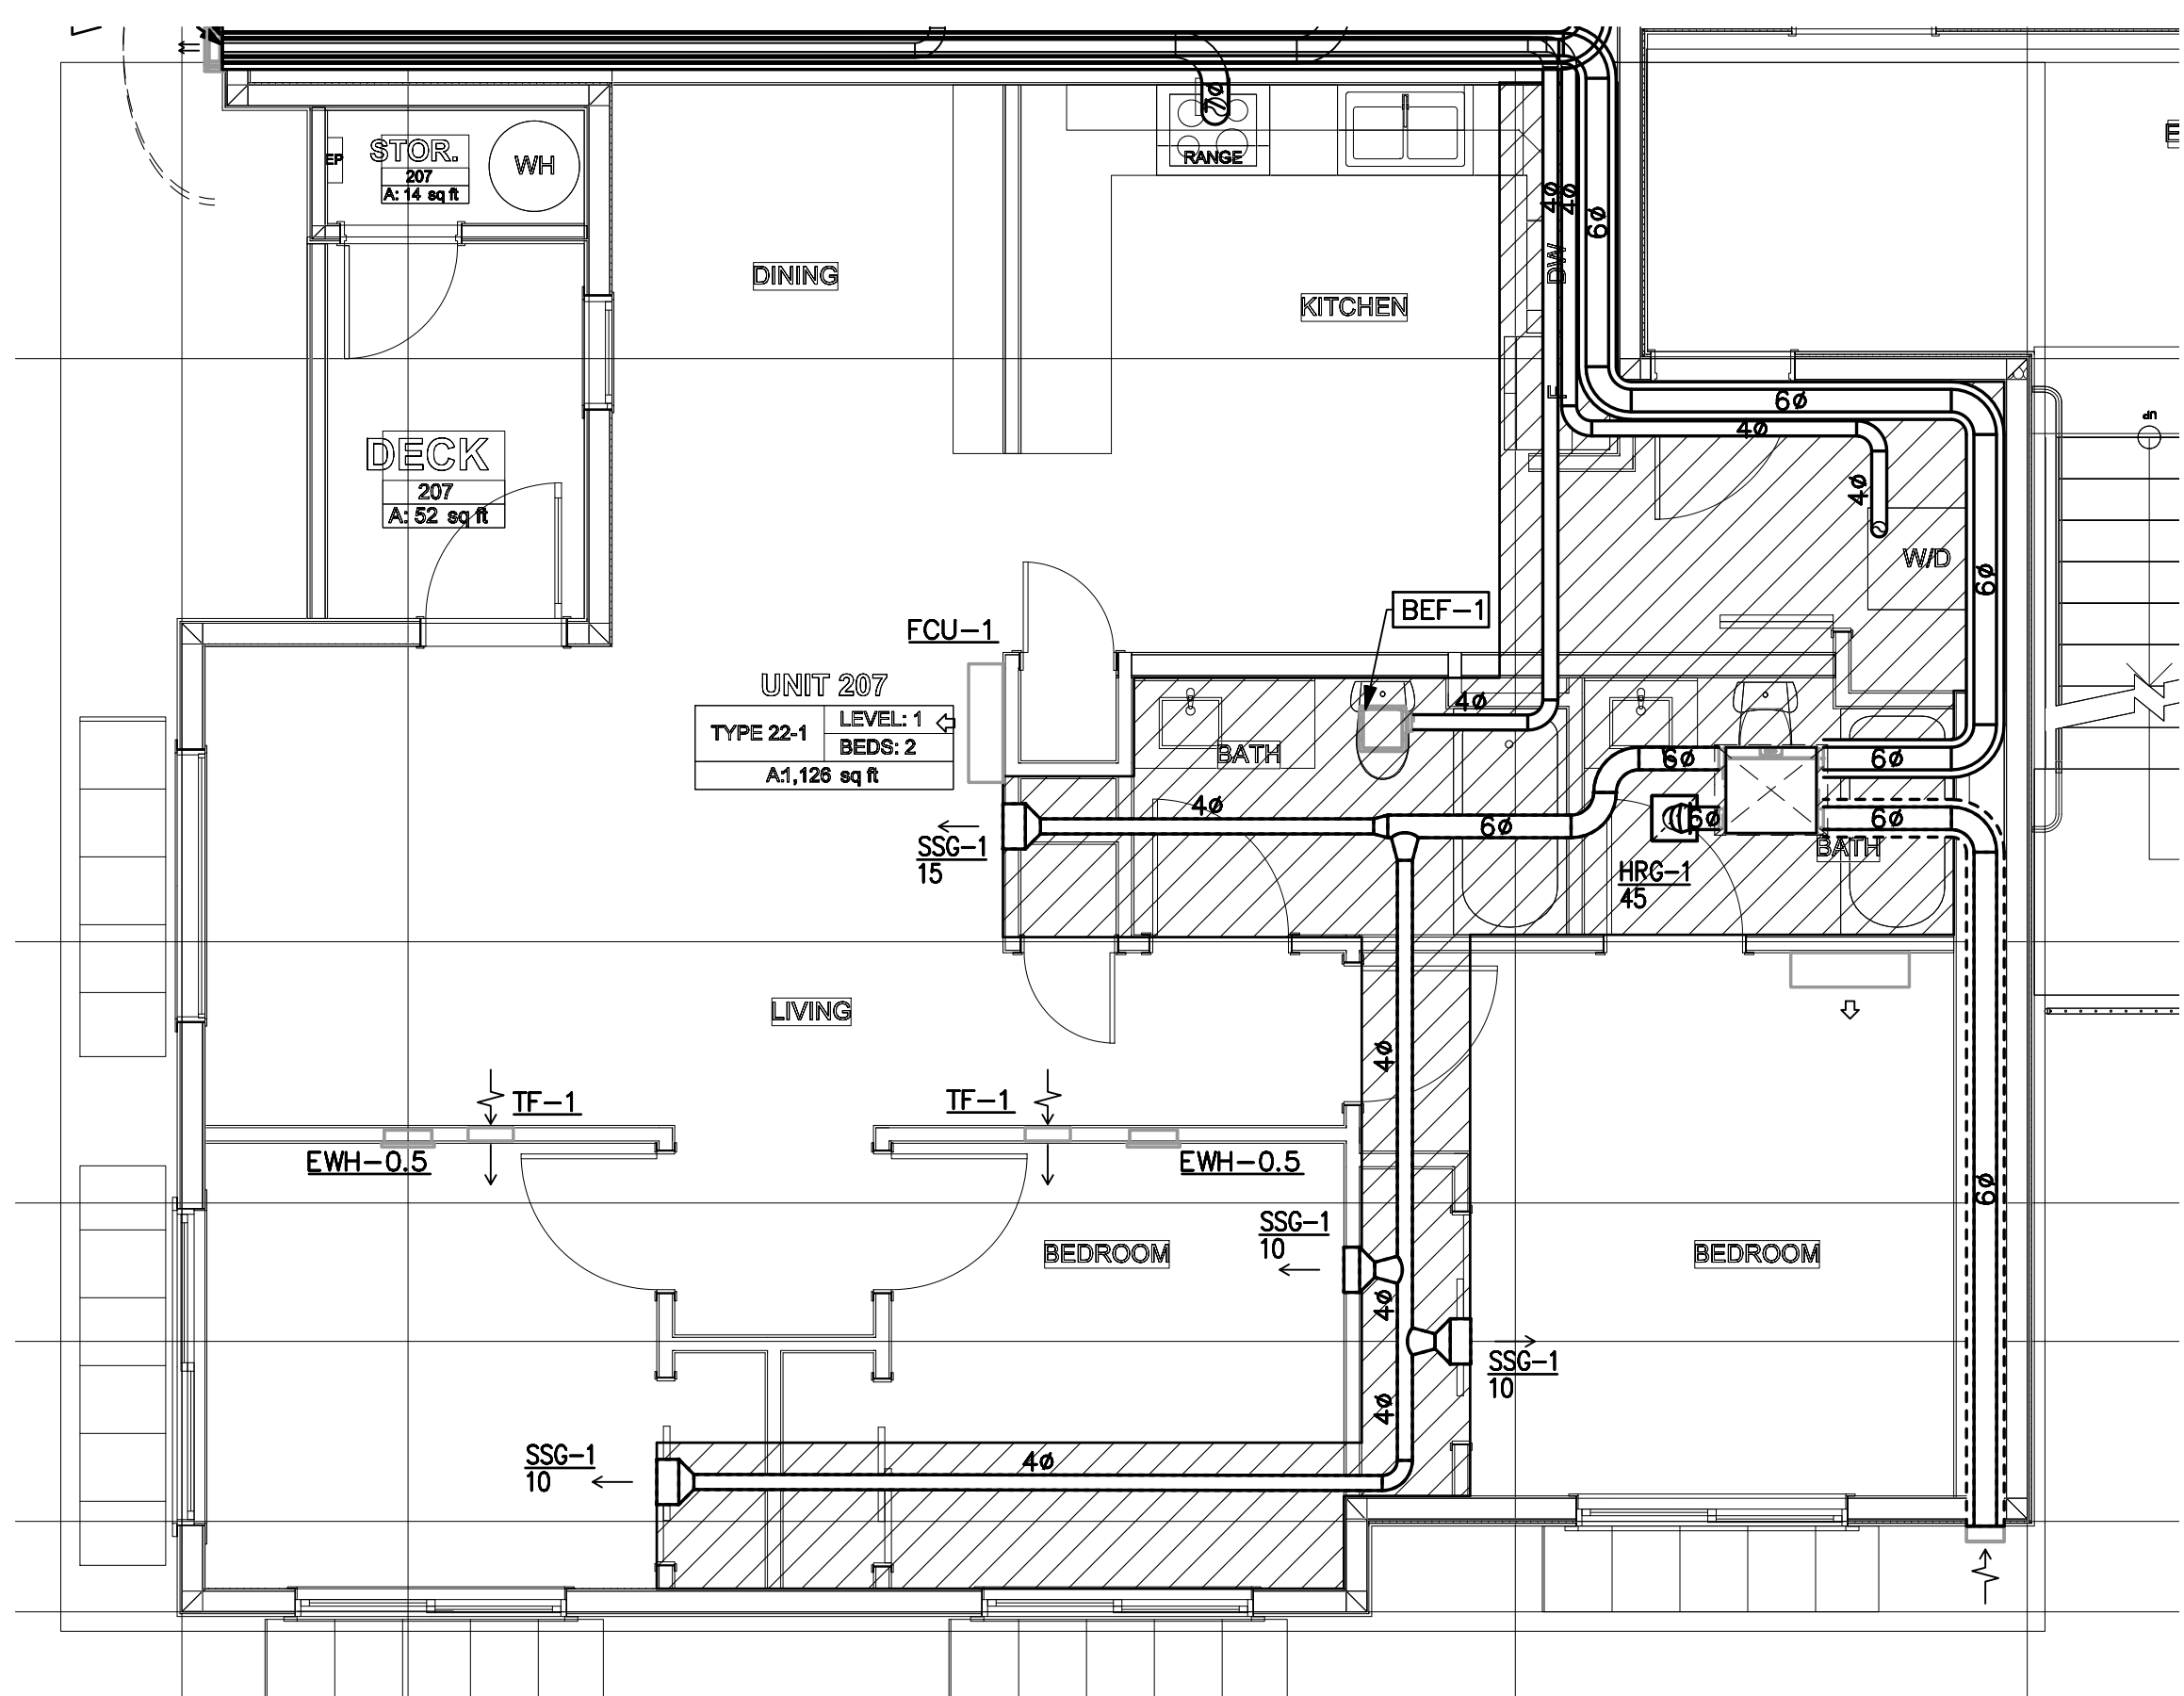 7ø
STOR.
WH
EP
RANGE
207
A: 14 sq ft
4ø
4ø
6ø
DINING
DW
KITCHEN
6ø
UP
4ø
F
DECK
207
4ø
A: 52 sq ft
W/D
6ø
BEF-1
FCU-1
UNIT 207
4ø
TYPE 22-1
LEVEL: 1
BEDS: 2
A:1,126 sq ft
BATH
6ø
6ø
4ø
6ø
6ø
6ø
SSG-1
15
BATH
HRG-1
45
LIVING
4ø
TF-1
TF-1
EWH-0.5
EWH-0.5
6ø
SSG-1
10
BEDROOM
BEDROOM
4ø
SSG-1
10
4ø
SSG-1
10
4ø